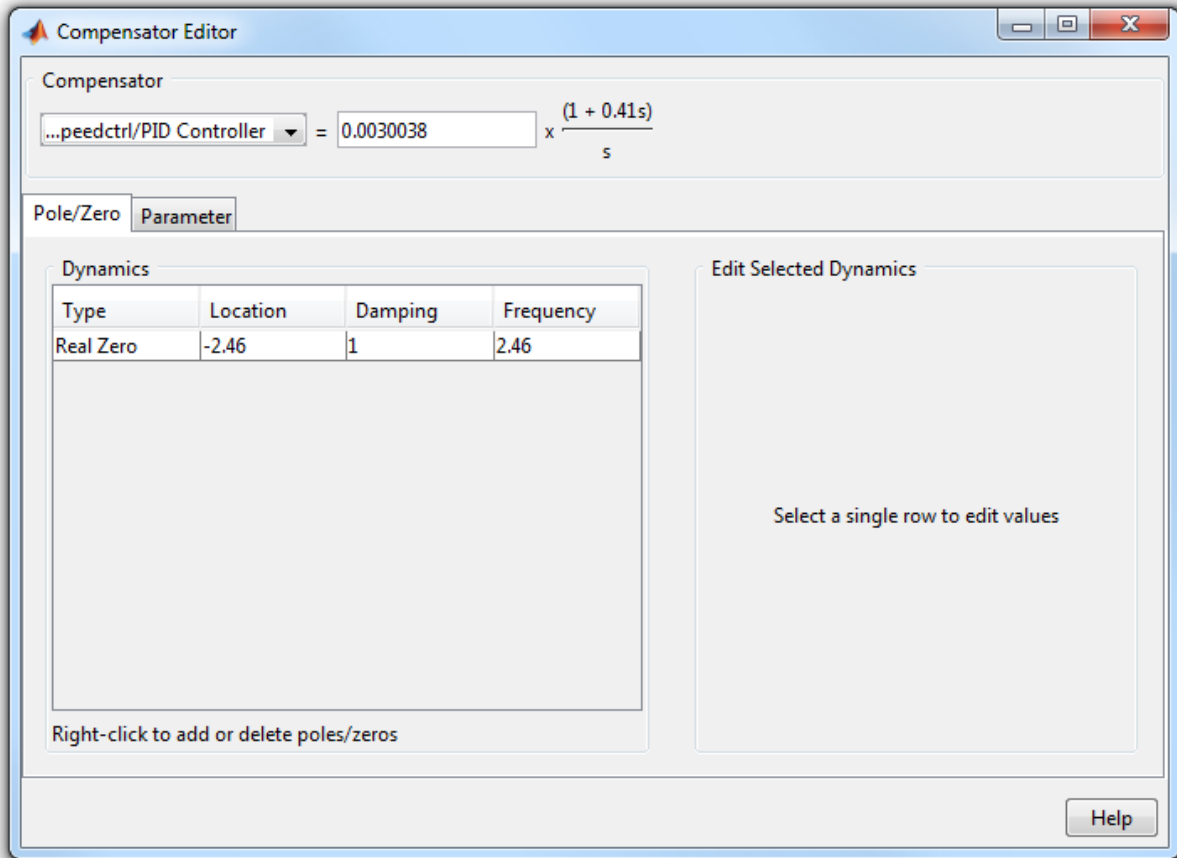 Compensator Editor
Compensator
(1 + 0.41s)
...peedctrl/PID Controller = 0.0030038 x
s
Pole/Zero Parameter
Dynamics
Edit Selected Dynamics
Type Location Damping Frequency
Real Zero -2.46 1 2.46
Select a single row to edit values
Right-click to add or delete poles/zeros
Help